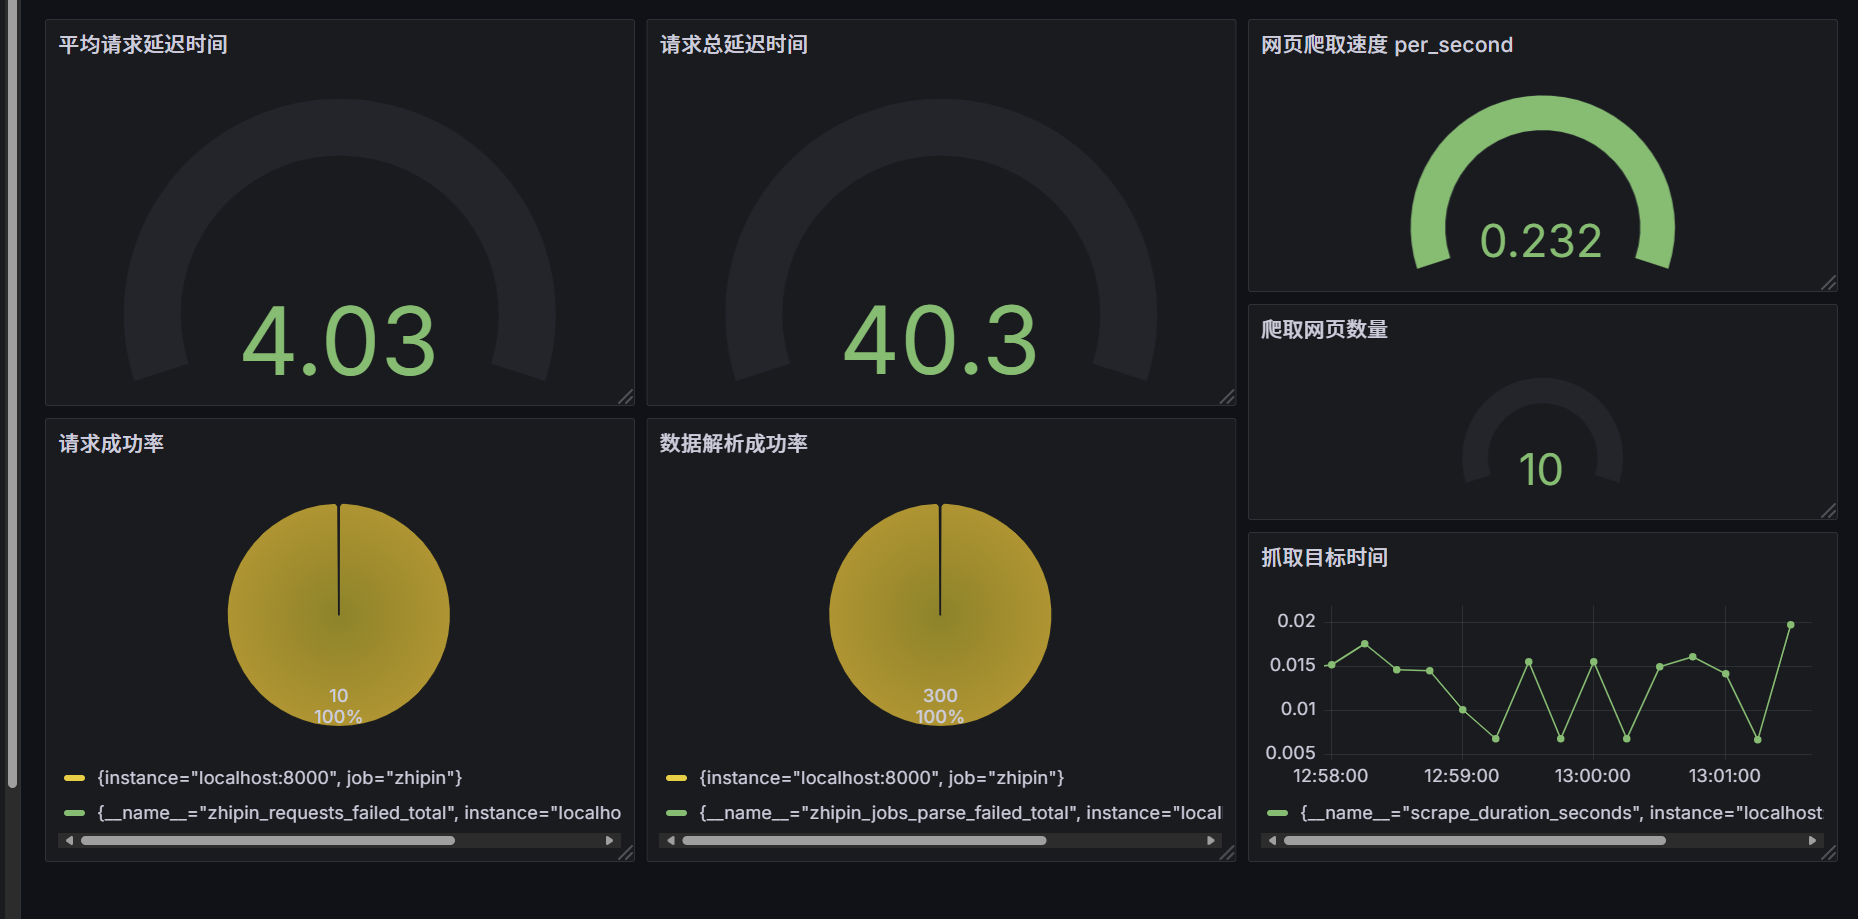 平均请求延迟时间
4.03
请求总延迟时间
40.3
网页爬取速度 per_second
0.232
爬取网页数量
10
请求成功率
10
100%
{instance="localhost:8000", job="zhipin"}
{__name__="zhipin_requests_failed_total", instance="localho
数据解析成功率
300
100%
{instance="localhost:8000", job="zhipin"}
{__name__="zhipin_jobs_parse_failed_total", instance="local
抓取目标时间
0.02
0.015
0.01
0.005
12:58:00 12:59:00 13:00:00 13:01:00
{__name__="scrape_duration_seconds", instance="localhost: